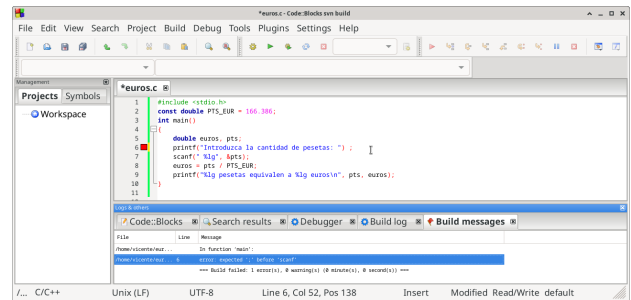 *euros.c - Code::Blocks svn build
File Edit View Search Project Build Debug Tools Plugins Settings Help
Management
Projects Symbols
Workspace
*euros.c
1 #include <stdio.h>
2 const double PTS_EUR = 166.386;
3 int main()
4 {
5 double euros, pts;
6 printf("Introduzca la cantidad de pesetas: ") ;
7 scanf(" %lg", &pts);
8 euros = pts / PTS_EUR;
9 printf("%lg pesetas equivalen a %lg euros\n", pts, euros);
10 }
11
Logs & others
Code::Blocks Search results Debugger Build log Build messages
File Line Message
/home/vicente/eur... In function 'main':
/home/vicente/eur... 6 error: expected ';' before 'scanf'
=== Build failed: 1 error(s), 0 warning(s) (0 minute(s), 0 second(s)) ===
/... C/C++ Unix (LF) UTF-8 Line 6, Col 52, Pos 138 Insert Modified Read/Write default